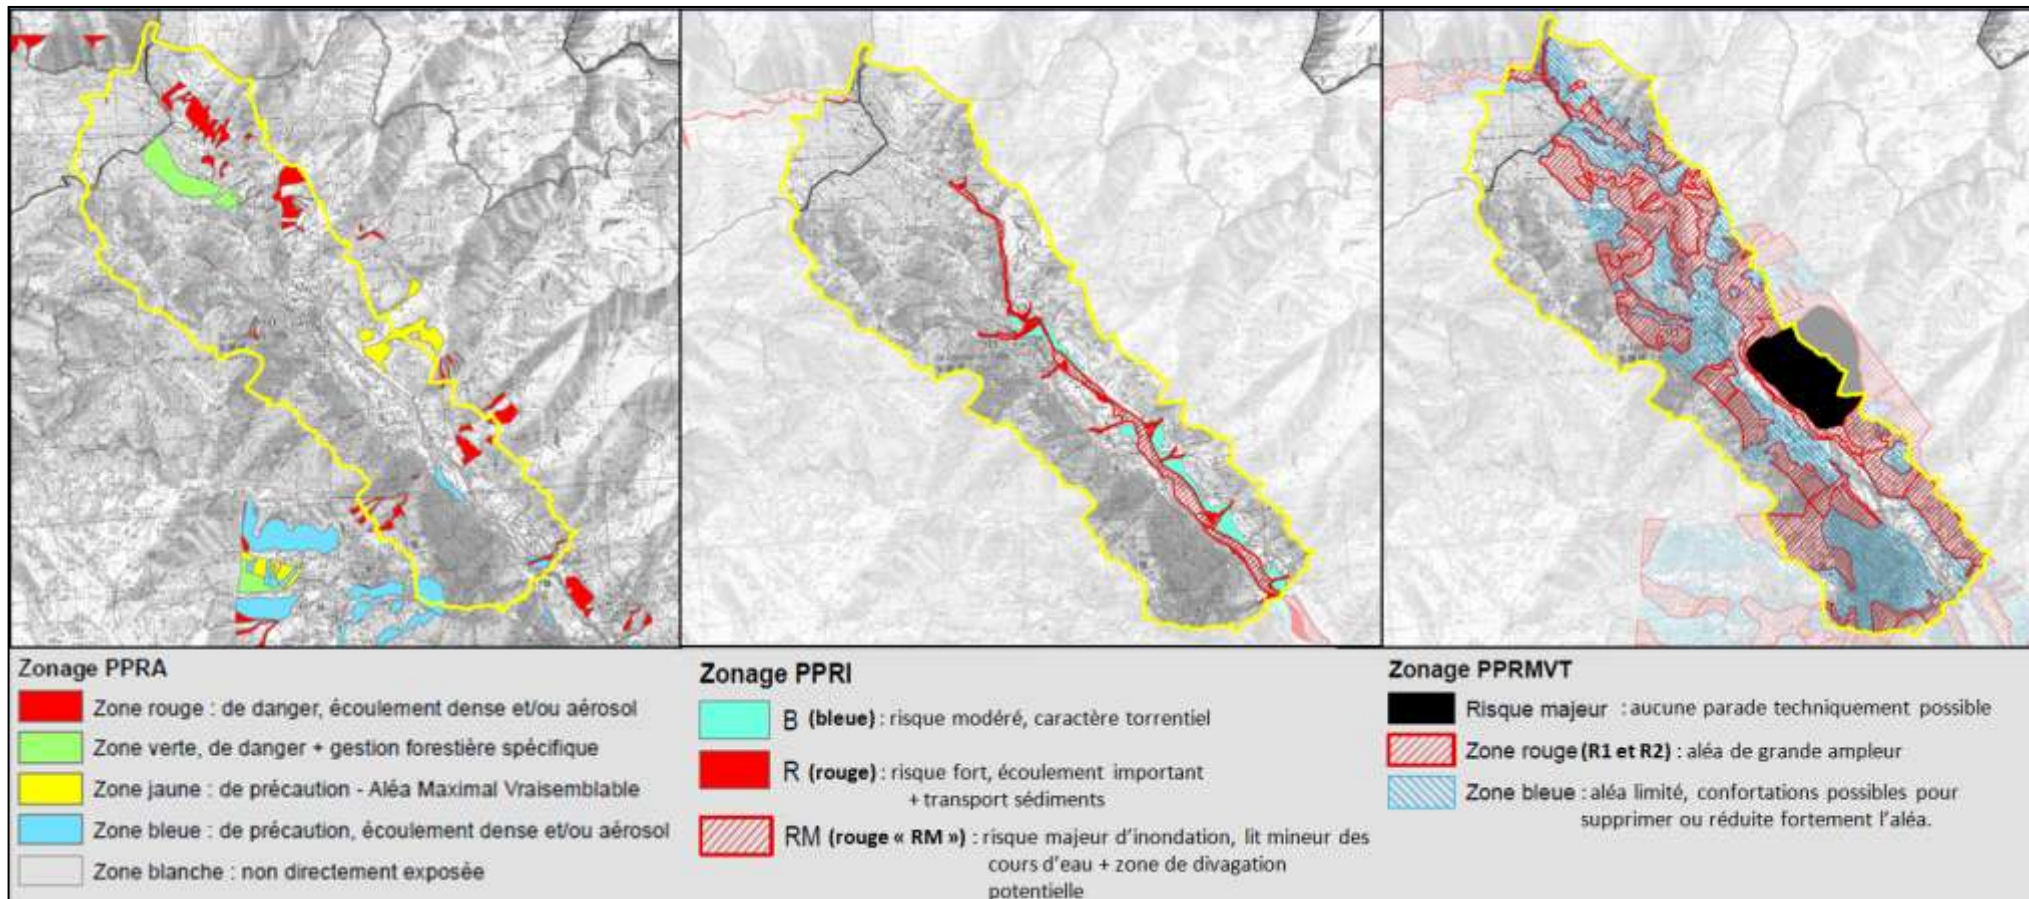 Zonage PPRA
Zone rouge : de danger, écoulement dense et/ou aérosol
Zone verte, de danger + gestion forestière spécifique
Zone jaune : de précaution - Aléa Maximal Vraisemblable
Zone bleue : de précaution, écoulement dense et/ou aérosol
Zone blanche : non directement exposée
Zonage PPRI
B (bleue) : risque modéré, caractère torrentiel
R (rouge) : risque fort, écoulement important
+ transport sédiments
RM (rouge « RM ») : risque majeur d'inondation, lit mineur des
cours d'eau + zone de divagation
potentielle
Zonage PPRMVT
Risque majeur : aucune parade techniquement possible
Zone rouge (R1 et R2) : aléa de grande ampleur
Zone bleue : aléa limité, confortations possibles pour
supprimer ou réduite fortement l'aléa.